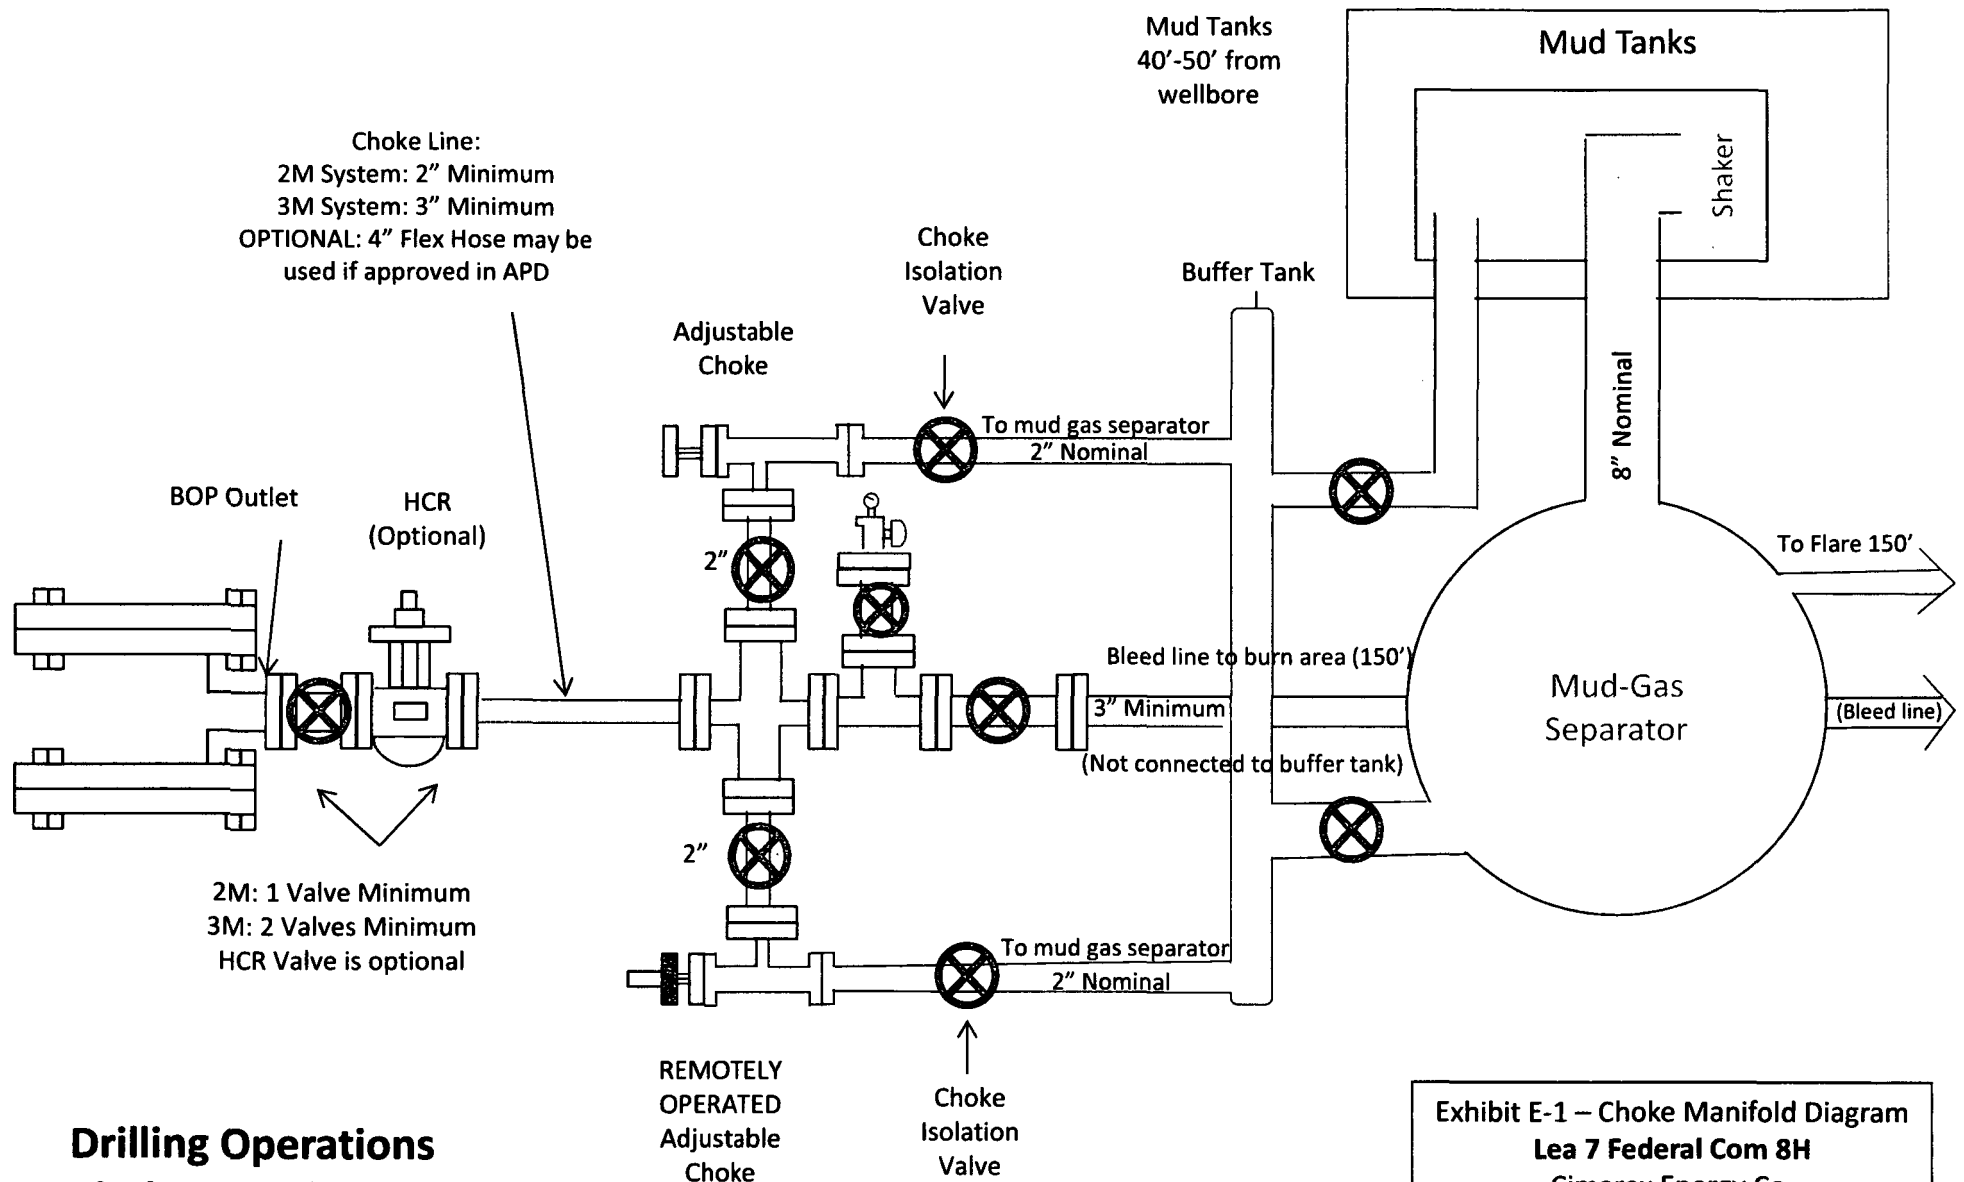 Mud Tanks
40’-50’ from
wellbore
Mud Tanks
Shaker
Choke Line:
2M System: 2” Minimum
3M System: 3” Minimum
OPTIONAL: 4” Flex Hose may be
used if approved in APD
Choke
Isolation
Valve
Buffer Tank
Adjustable
Choke
8” Nominal
To mud gas separator
2” Nominal
BOP Outlet
HCR
(Optional)
2”
To Flare 150’
Bleed line to burn area (150’)
3” Minimum
(Not connected to buffer tank)
Mud-Gas
Separator
(Bleed line)
2”
2M: 1 Valve Minimum
3M: 2 Valves Minimum
HCR Valve is optional
To mud gas separator
2” Nominal
REMOTELY
OPERATED
Adjustable
Choke
Choke
Isolation
Valve
Drilling Operations
Exhibit E-1 – Choke Manifold Diagram
Lea 7 Federal Com 8H